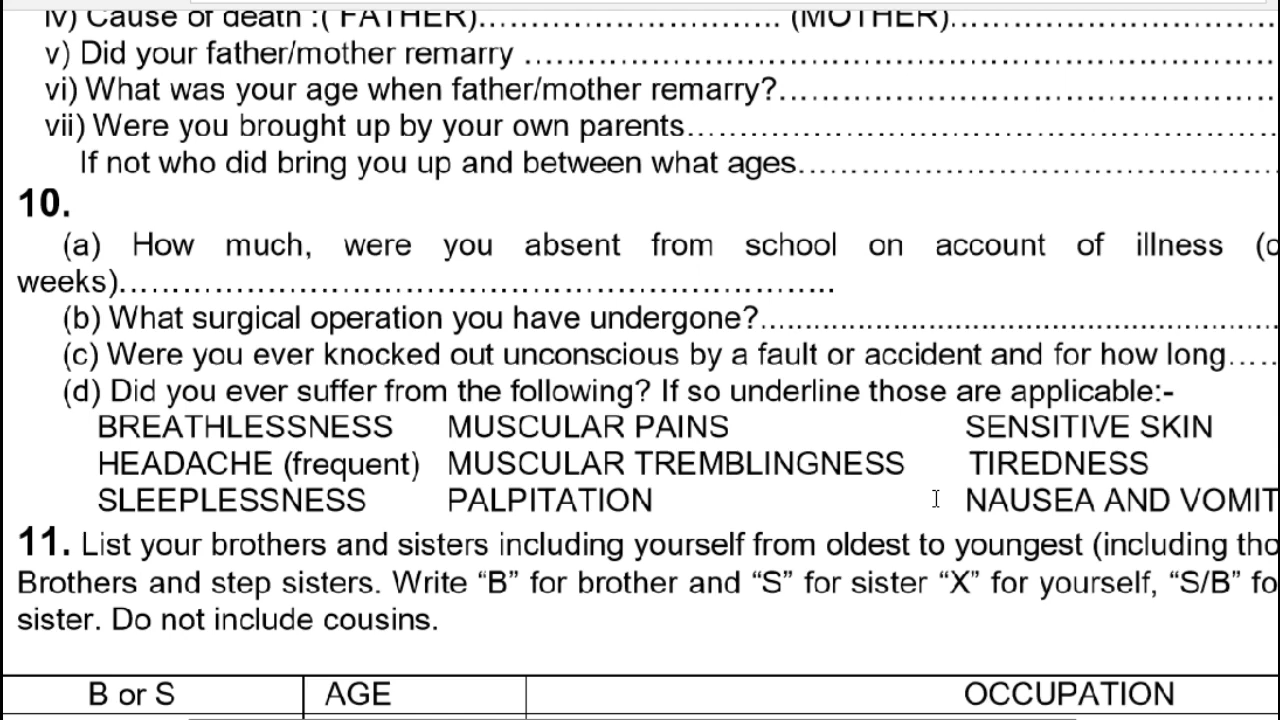 iv) Cause of death :( FATHER)................................. (MOTHER)...................................
v) Did your father/mother remarry ...............................................................
vi) What was your age when father/mother remarry?..........................................
vii) Were you brought up by your own parents...................................................
If not who did bring you up and between what ages.........................................
10.
(a) How much, were you absent from school on account of illness
weeks)..........................................................................
(b) What surgical operation you have undergone?...............................................
(c) Were you ever knocked out unconscious by a fault or accident and for how long.....
(d) Did you ever suffer from the following? If so underline those are applicable:-
BREATHLESSNESS MUSCULAR PAINS SENSITIVE SKIN
HEADACHE (frequent) MUSCULAR TREMBLINGNESS TIREDNESS
SLEEPLESSNESS PALPITATION NAUSEA AND VOMIT
11. List your brothers and sisters including yourself from oldest to youngest (including tho
Brothers and step sisters. Write “B” for brother and “S” for sister “X” for yourself, “S/B” fo
sister. Do not include cousins.
B or S AGE OCCUPATION